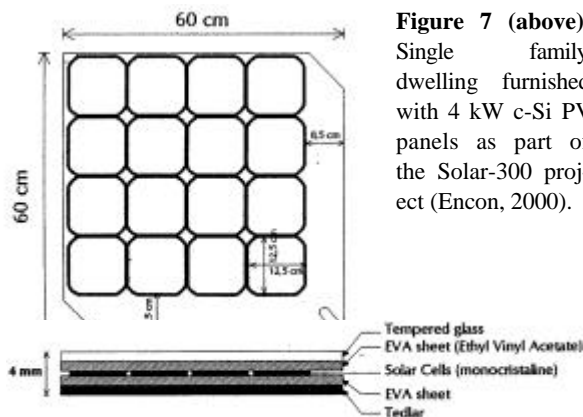 60 cm
60 cm
6,5 cm
12,5 cm
12,5 cm
Figure 7 (above)
Single family
dwelling furnished
with 4 kW c-Si PV
panels as part of
the Solar-300 proj
ect (Encon, 2000).
4 mm
Tempered glass
EVA sheet (Ethyl Vinyl Acetate)
Solar Cells (monocristaline)
EVA sheet
Tedlar